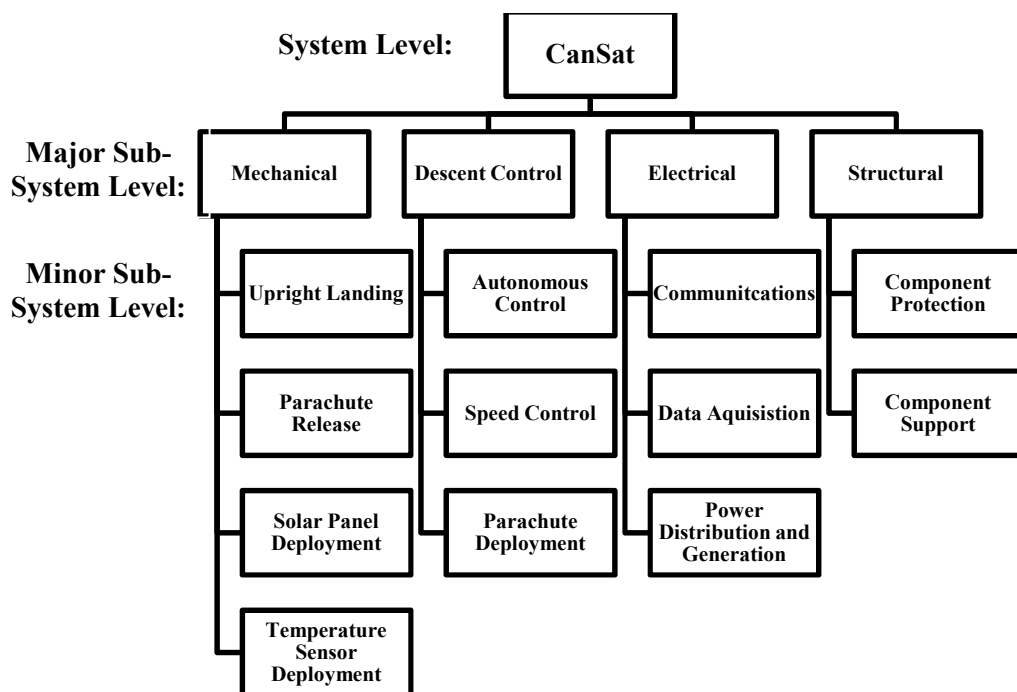 System Level:
CanSat
Major Sub-
System Level:
Mechanical
Descent Control
Electrical
Structural
Minor Sub-
System Level:
Upright Landing
Autonomous
Control
Communitcations
Component
Protection
Parachute
Release
Speed Control
Data Aquisistion
Component
Support
Solar Panel
Deployment
Parachute
Deployment
Power
Distribution and
Generation
Temperature
Sensor
Deployment